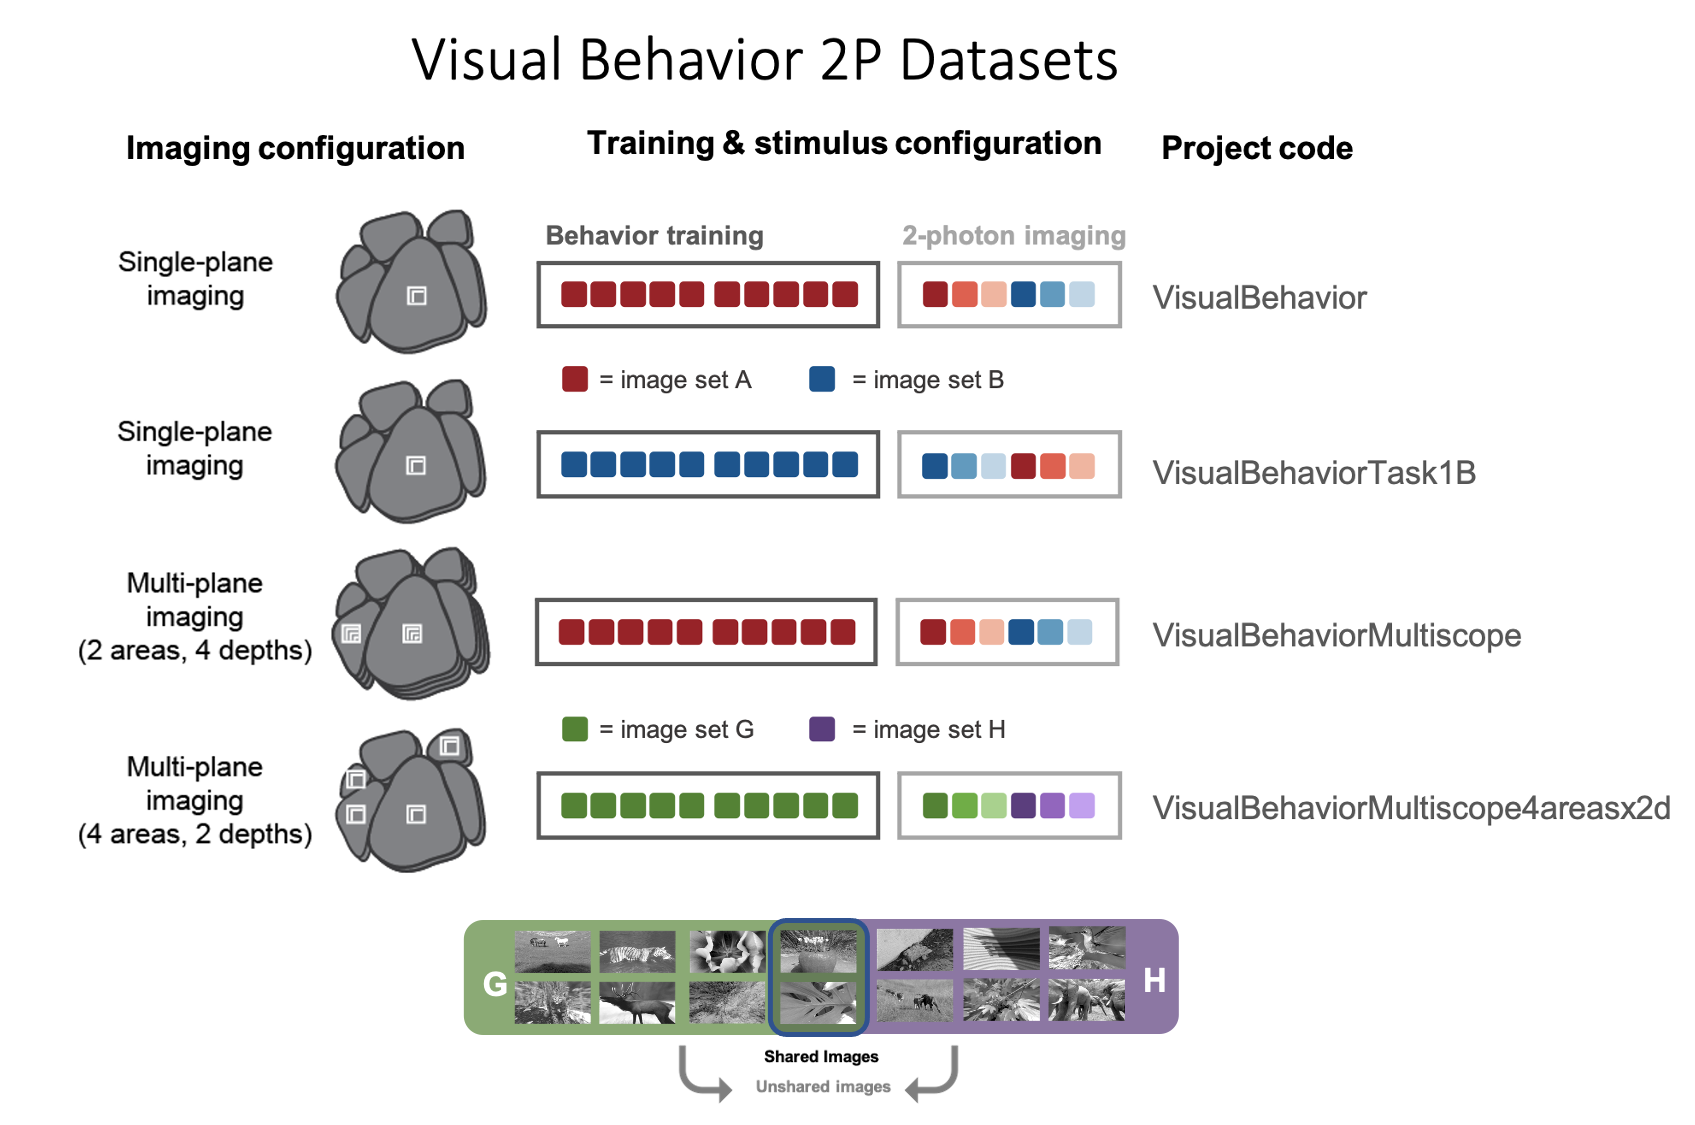 Visual Behavior 2P Datasets
Imaging configuration
Training & stimulus configuration
Project code
Single-plane
imaging
Behavior training
2-photon imaging
VisualBehavior
= image set A
= image set B
Single-plane
imaging
VisualBehaviorTask1B
Multi-plane
imaging
(2 areas, 4 depths)
VisualBehaviorMultiscope
= image set G
= image set H
Multi-plane
imaging
(4 areas, 2 depths)
VisualBehaviorMultiscope4areasx2d
G
H
Shared Images
Unshared images